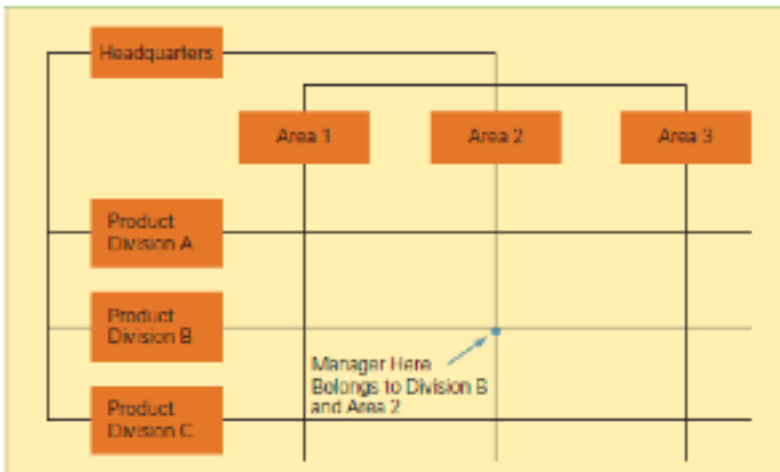 Headquarters
Area 1
Area 2
Area 3
Product
Division A
Product
Division B
Manager Here
Belongs to Division B
and Area 2
Product
Division C